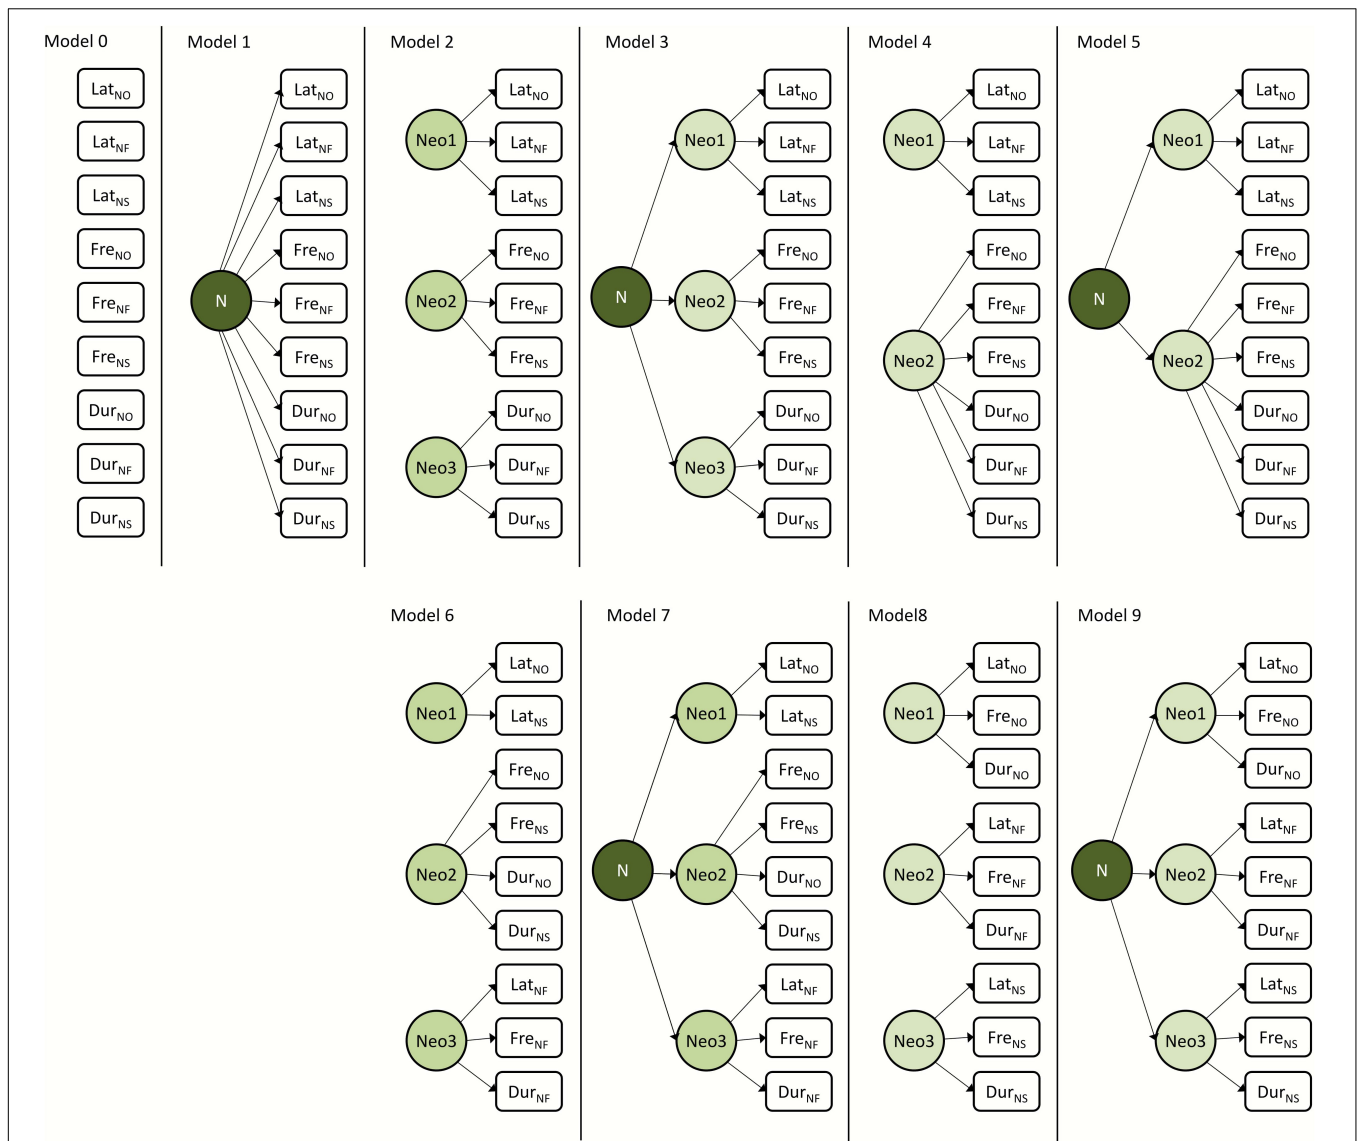 Model 0
Lat NO
Lat NF
Lat NS
Fre NO
Fre NF
Fre NS
Dur NO
Dur NF
Dur NS
Model 1
N
Lat NO
Lat NF
Lat NS
Fre NO
Fre NF
Fre NS
Dur NO
Dur NF
Dur NS
Model 2
Neo1
Lat NO
Lat NF
Lat NS
Neo2
Fre NO
Fre NF
Fre NS
Neo3
Dur NO
Dur NF
Dur NS
Model 3
N
Neo1
Lat NO
Lat NF
Lat NS
Neo2
Fre NO
Fre NF
Fre NS
Neo3
Dur NO
Dur NF
Dur NS
Model 4
Neo1
Lat NO
Lat NF
Lat NS
Neo2
Fre NO
Fre NF
Fre NS
Dur NO
Dur NF
Dur NS
Model 5
N
Neo1
Lat NO
Lat NF
Lat NS
Neo2
Fre NO
Fre NF
Fre NS
Dur NO
Dur NF
Dur NS
Model 6
Neo1
Lat NO
Lat NS
Neo2
Fre NO
Fre NS
Dur NO
Dur NS
Neo3
Lat NF
Fre NF
Dur NF
Model 7
N
Neo1
Lat NO
Lat NS
Neo2
Fre NO
Fre NS
Dur NO
Dur NS
Neo3
Lat NF
Fre NF
Dur NF
Model8
Neo1
Lat NO
Fre NO
Dur NO
Neo2
Lat NF
Fre NF
Dur NF
Neo3
Lat NS
Fre NS
Dur NS
Model 9
N
Neo1
Lat NO
Fre NO
Dur NO
Neo2
Lat NF
Fre NF
Dur NF
Neo3
Lat NS
Fre NS
Dur NS